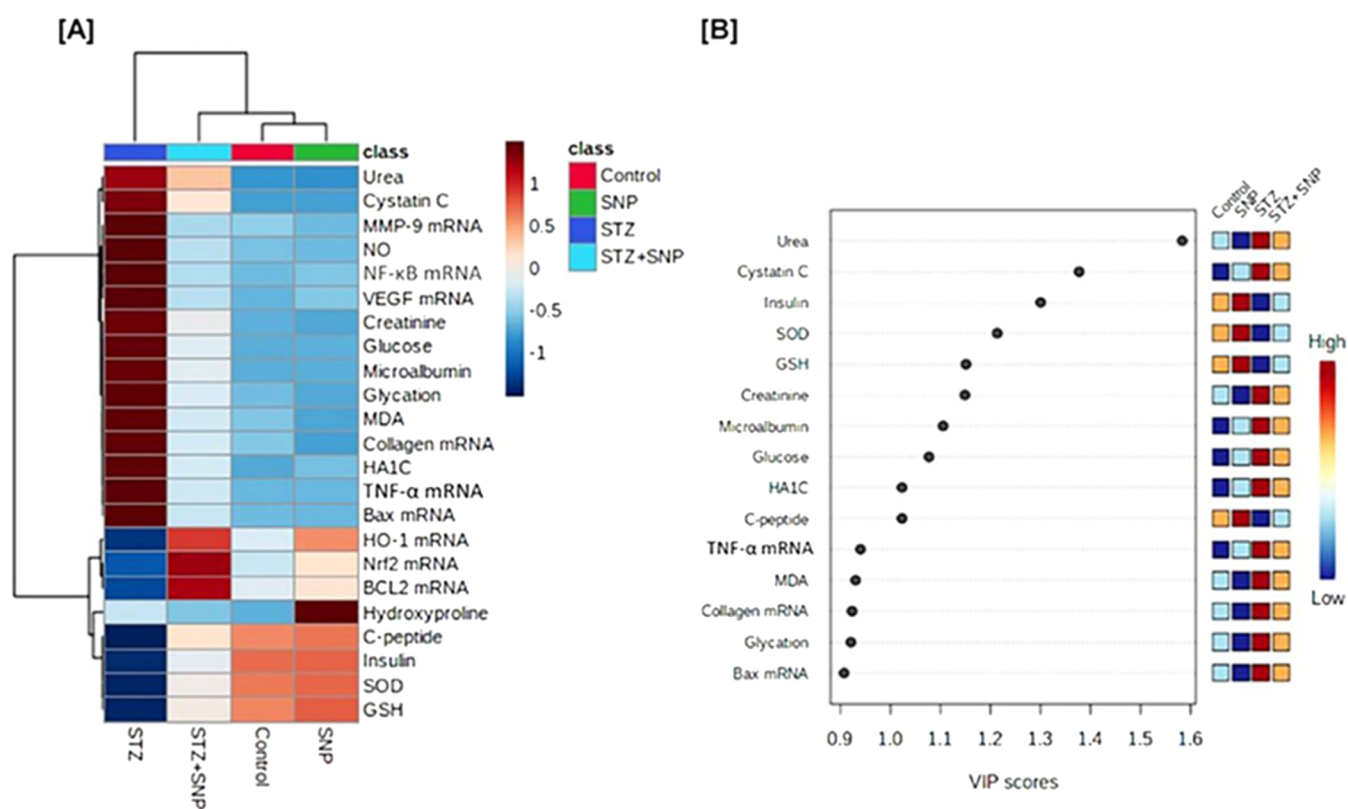 [A]
class
Urea
Cystatin C
MMP-9 mRNA
NO
NF-κB mRNA
VEGF mRNA
Creatinine
Glucose
Microalbumin
Glycation
MDA
Collagen mRNA
HA1C
TNF-α mRNA
Bax mRNA
HO-1 mRNA
Nrf2 mRNA
BCL2 mRNA
Hydroxyproline
C-peptide
Insulin
SOD
GSH
STZ
STZ+SNP
Control
SNP
1
0.5
0
-0.5
-1
class
Control
SNP
STZ
STZ+SNP
[B]
Control
SNP
STZ
STZ+SNP
Urea
Cystatin C
Insulin
SOD
GSH
Creatinine
Microalbumin
Glucose
HA1C
C-peptide
TNF-α mRNA
MDA
Collagen mRNA
Glycation
Bax mRNA
0.9 1.0 1.1 1.2 1.3 1.4 1.5 1.6
VIP scores
High
Low